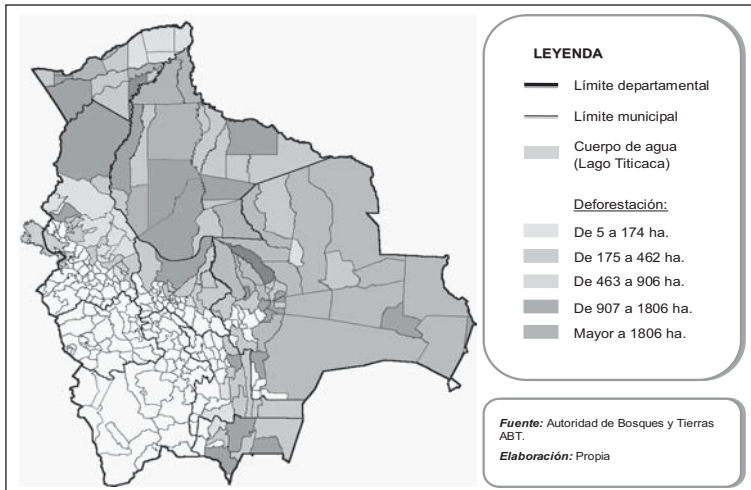 LEYENDA
Límite departamental
Límite municipal
Cuerpo de agua
(Lago Titicaca)
Deforestación:
De 5 a 174 ha.
De 175 a 462 ha.
De 463 a 906 ha.
De 907 a 1806 ha.
Mayor a 1806 ha.
Fuente: Autoridad de Bosques y Tierras
ABT.
Elaboración: Propia